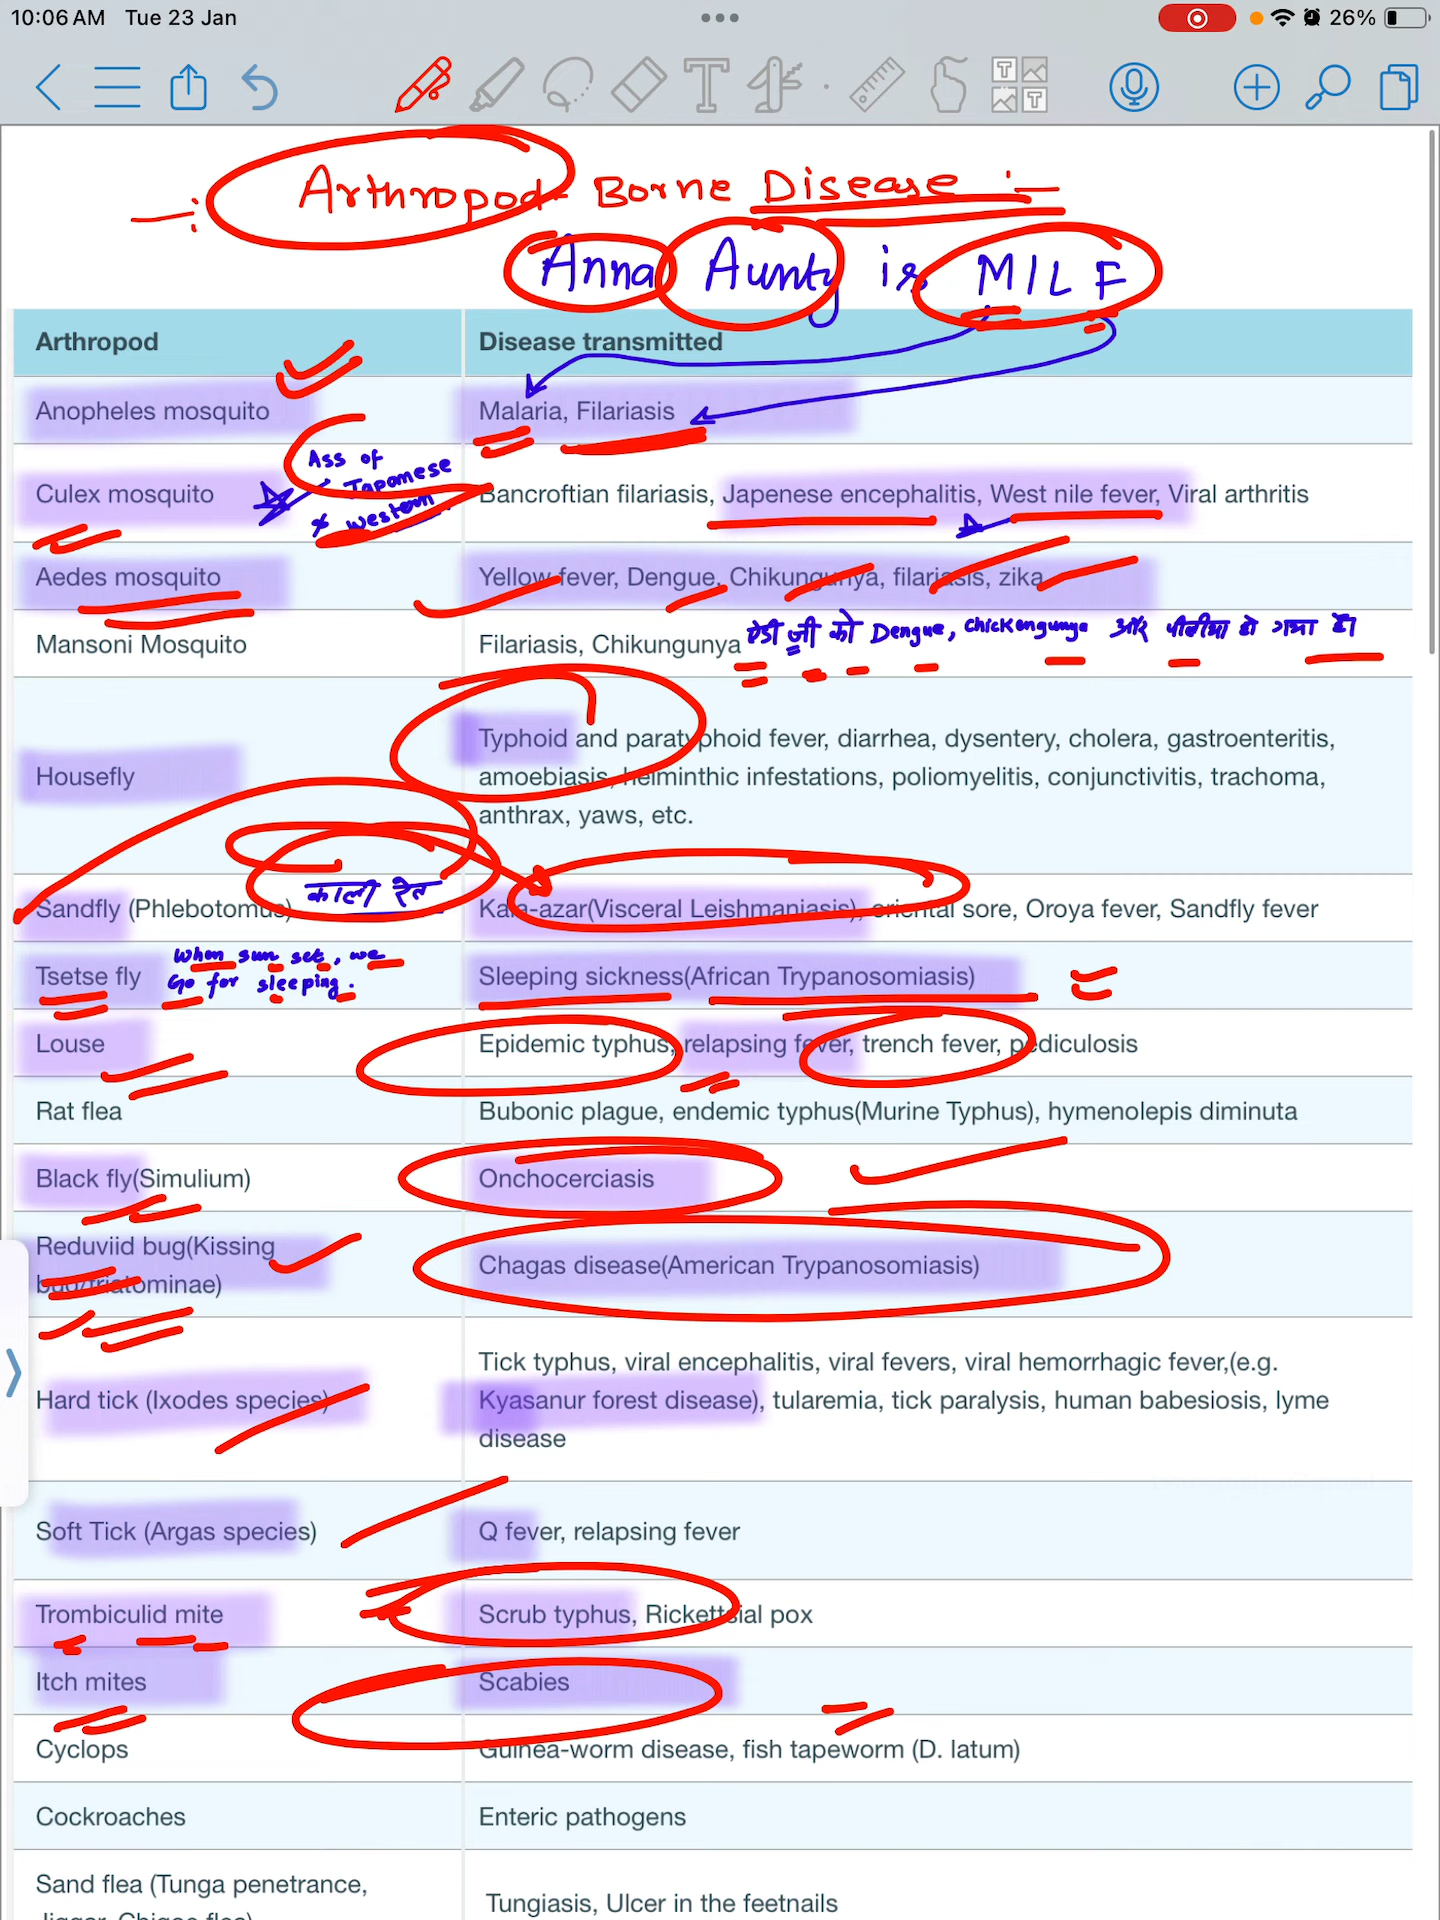 10:06 AM Tue 23 Jan
26%
Arthropod- Borne Disease :-
Anna Aunty is MILF
Arthropod Disease transmitted
Anopheles mosquito Malaria, Filariasis
Ass of
Japanese
Culex mosquito Bancroftian filariasis, Japenese encephalitis, West nile fever, Viral arthritis
* western
Aedes mosquito Yellow fever, Dengue, Chikungunya, filariasis, zika
Mansoni Mosquito Filariasis, Chikungunya ऐडी जी को Dengue, chickengunya और पीलीया हो गया है।
Typhoid and paratyphoid fever, diarrhea, dysentery, cholera, gastroenteritis,
Housefly amoebiasis, helminthic infestations, poliomyelitis, conjunctivitis, trachoma,
anthrax, yaws, etc.
Sandfly (Phlebotomus) काली रेत Kala-azar(Visceral Leishmaniasis), oriental sore, Oroya fever, Sandfly fever
When sun set, we
Tsetse fly Go for sleeping. Sleeping sickness(African Trypanosomiasis)
Louse Epidemic typhus, relapsing fever, trench fever, pediculosis
Rat flea Bubonic plague, endemic typhus(Murine Typhus), hymenolepis diminuta
Black fly(Simulium) Onchocerciasis
Reduviid bug(Kissing
bug/triatominae) Chagas disease(American Trypanosomiasis)
Tick typhus, viral encephalitis, viral fevers, viral hemorrhagic fever,(e.g.
Hard tick (Ixodes species) Kyasanur forest disease), tularemia, tick paralysis, human babesiosis, lyme
disease
Soft Tick (Argas species) Q fever, relapsing fever
Trombiculid mite Scrub typhus, Rickettsial pox
Itch mites Scabies
Cyclops Guinea-worm disease, fish tapeworm (D. latum)
Cockroaches Enteric pathogens
Sand flea (Tunga penetrance,
Tungiasis, Ulcer in the feetnails
Jiggar, Chigoe flea)